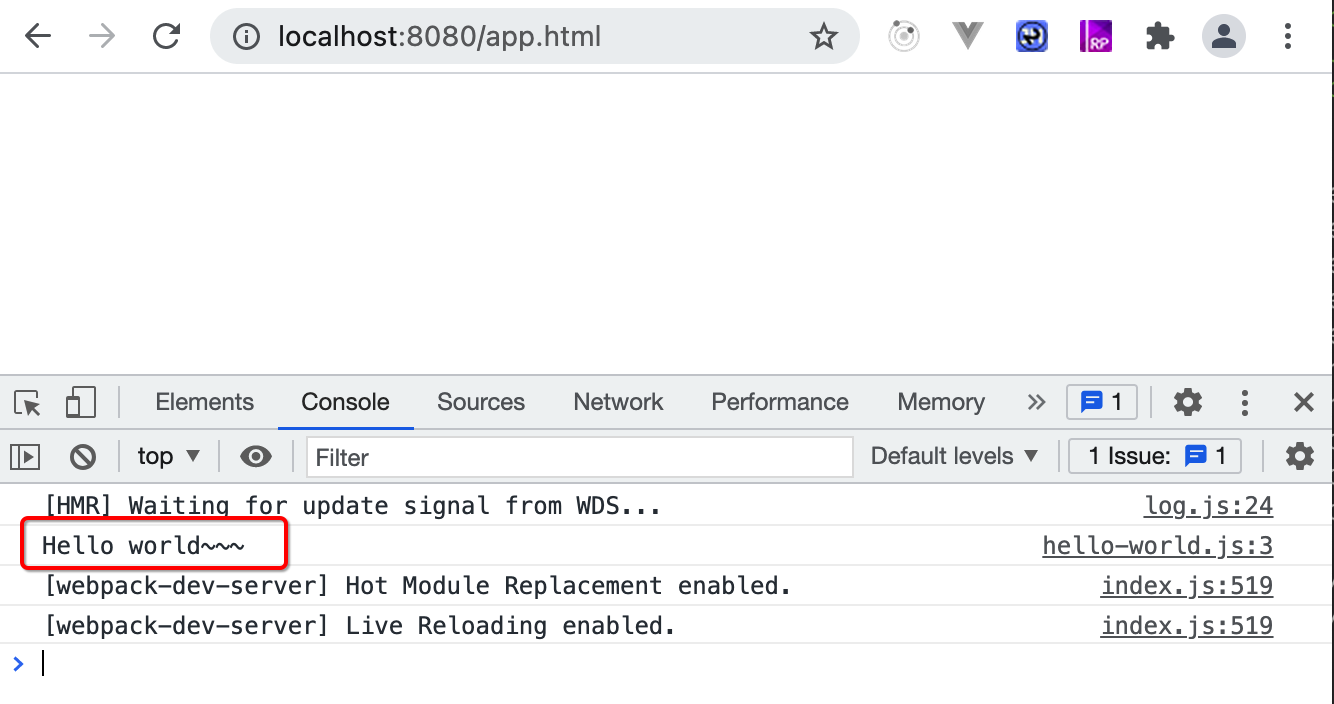 localhost:8080/app.html
RP
Elements Console Sources Network Performance Memory » 1
top ▼ Filter Default levels ▼ 1 Issue: 1
[HMR] Waiting for update signal from WDS... log.js:24
Hello world~~~ hello-world.js:3
[webpack-dev-server] Hot Module Replacement enabled. index.js:519
[webpack-dev-server] Live Reloading enabled. index.js:519